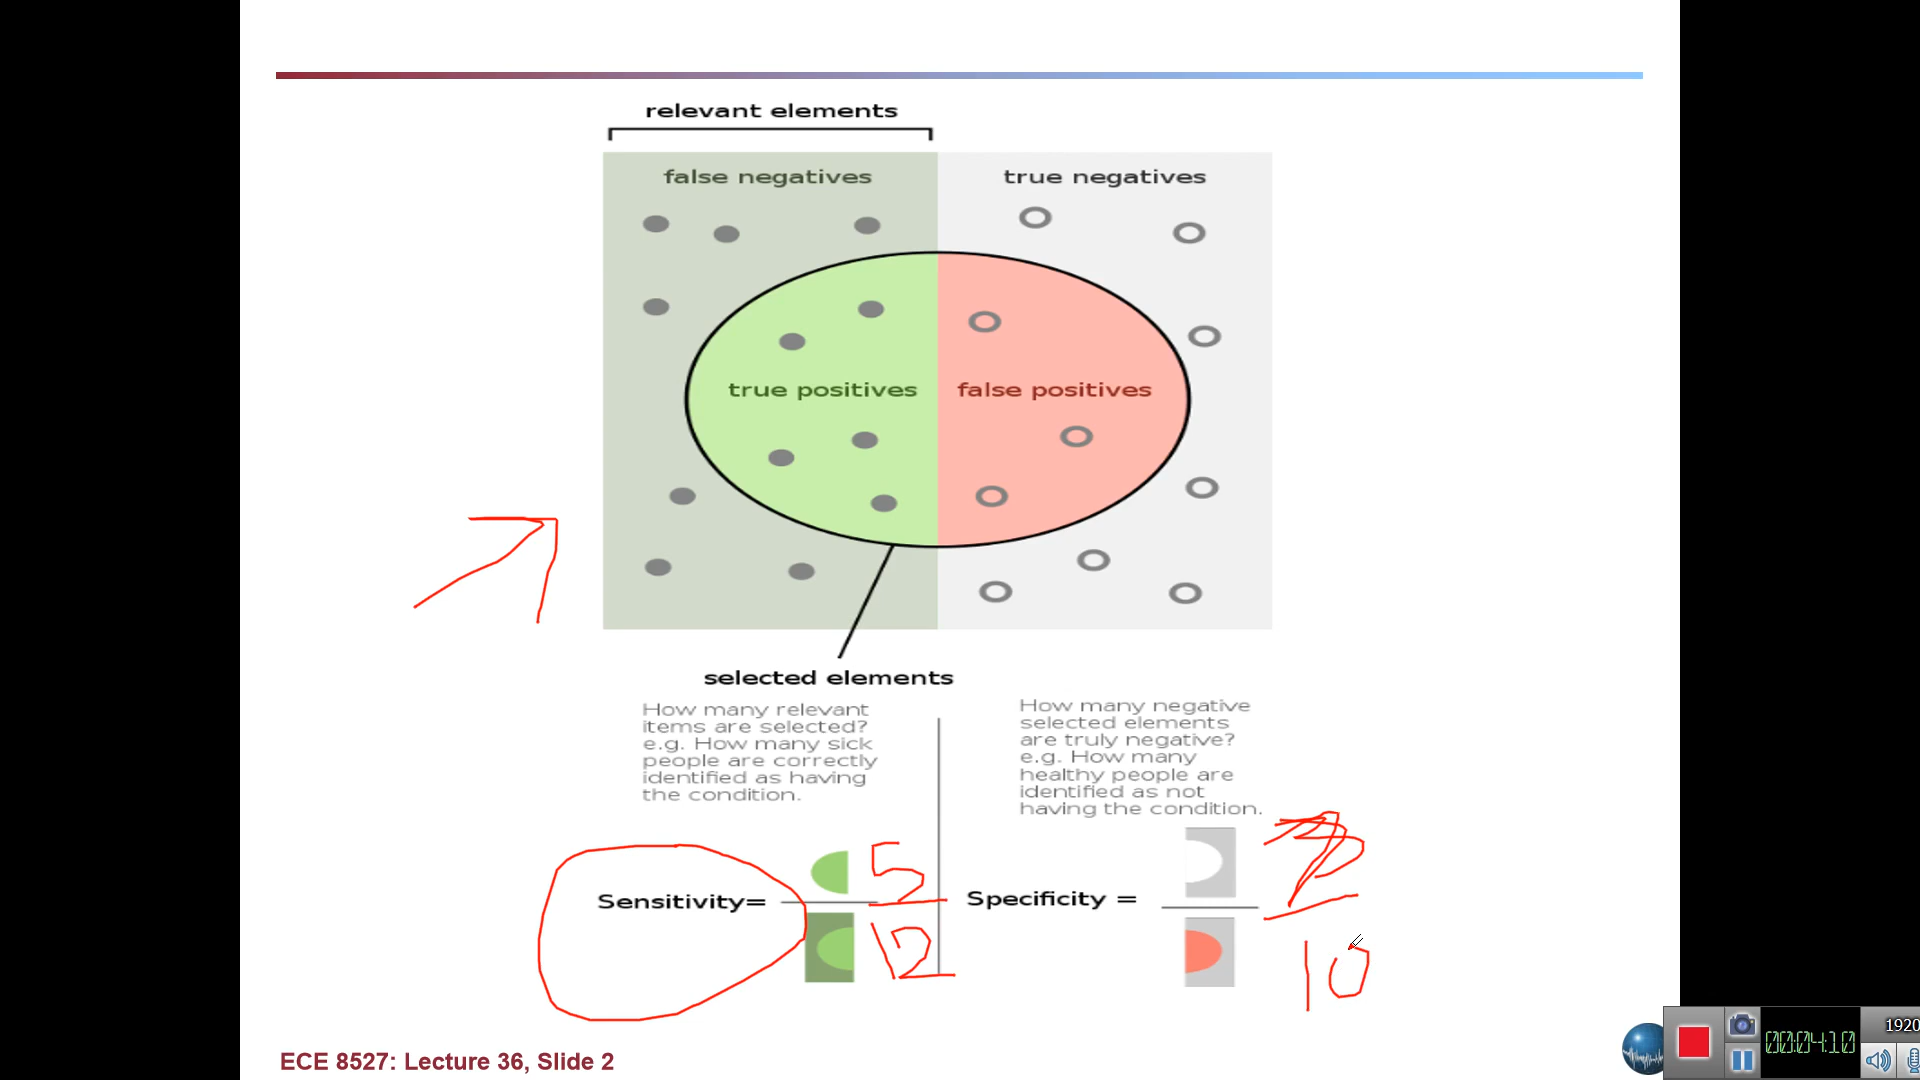 relevant elements
false negatives
true negatives
true positives
false positives
selected elements
How many relevant
items are selected?
e.g. How many sick
people are correctly
identified as having
the condition.
How many negative
selected elements
are truly negative?
e.g. How many
healthy people are
identified as not
having the condition.
Sensitivity=
5
12
Specificity =
7
10
ECE 8527: Lecture 36, Slide 2
00:04:10
1920